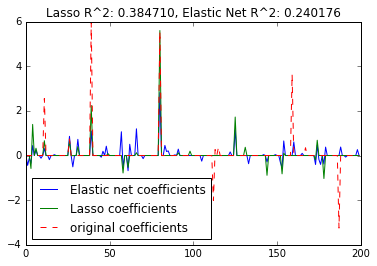 Lasso R^2: 0.384710, Elastic Net R^2: 0.240176
6
4
2
0
−2
−4
Elastic net coefficients
Lasso coefficients
original coefficients
0
50
100
150
200